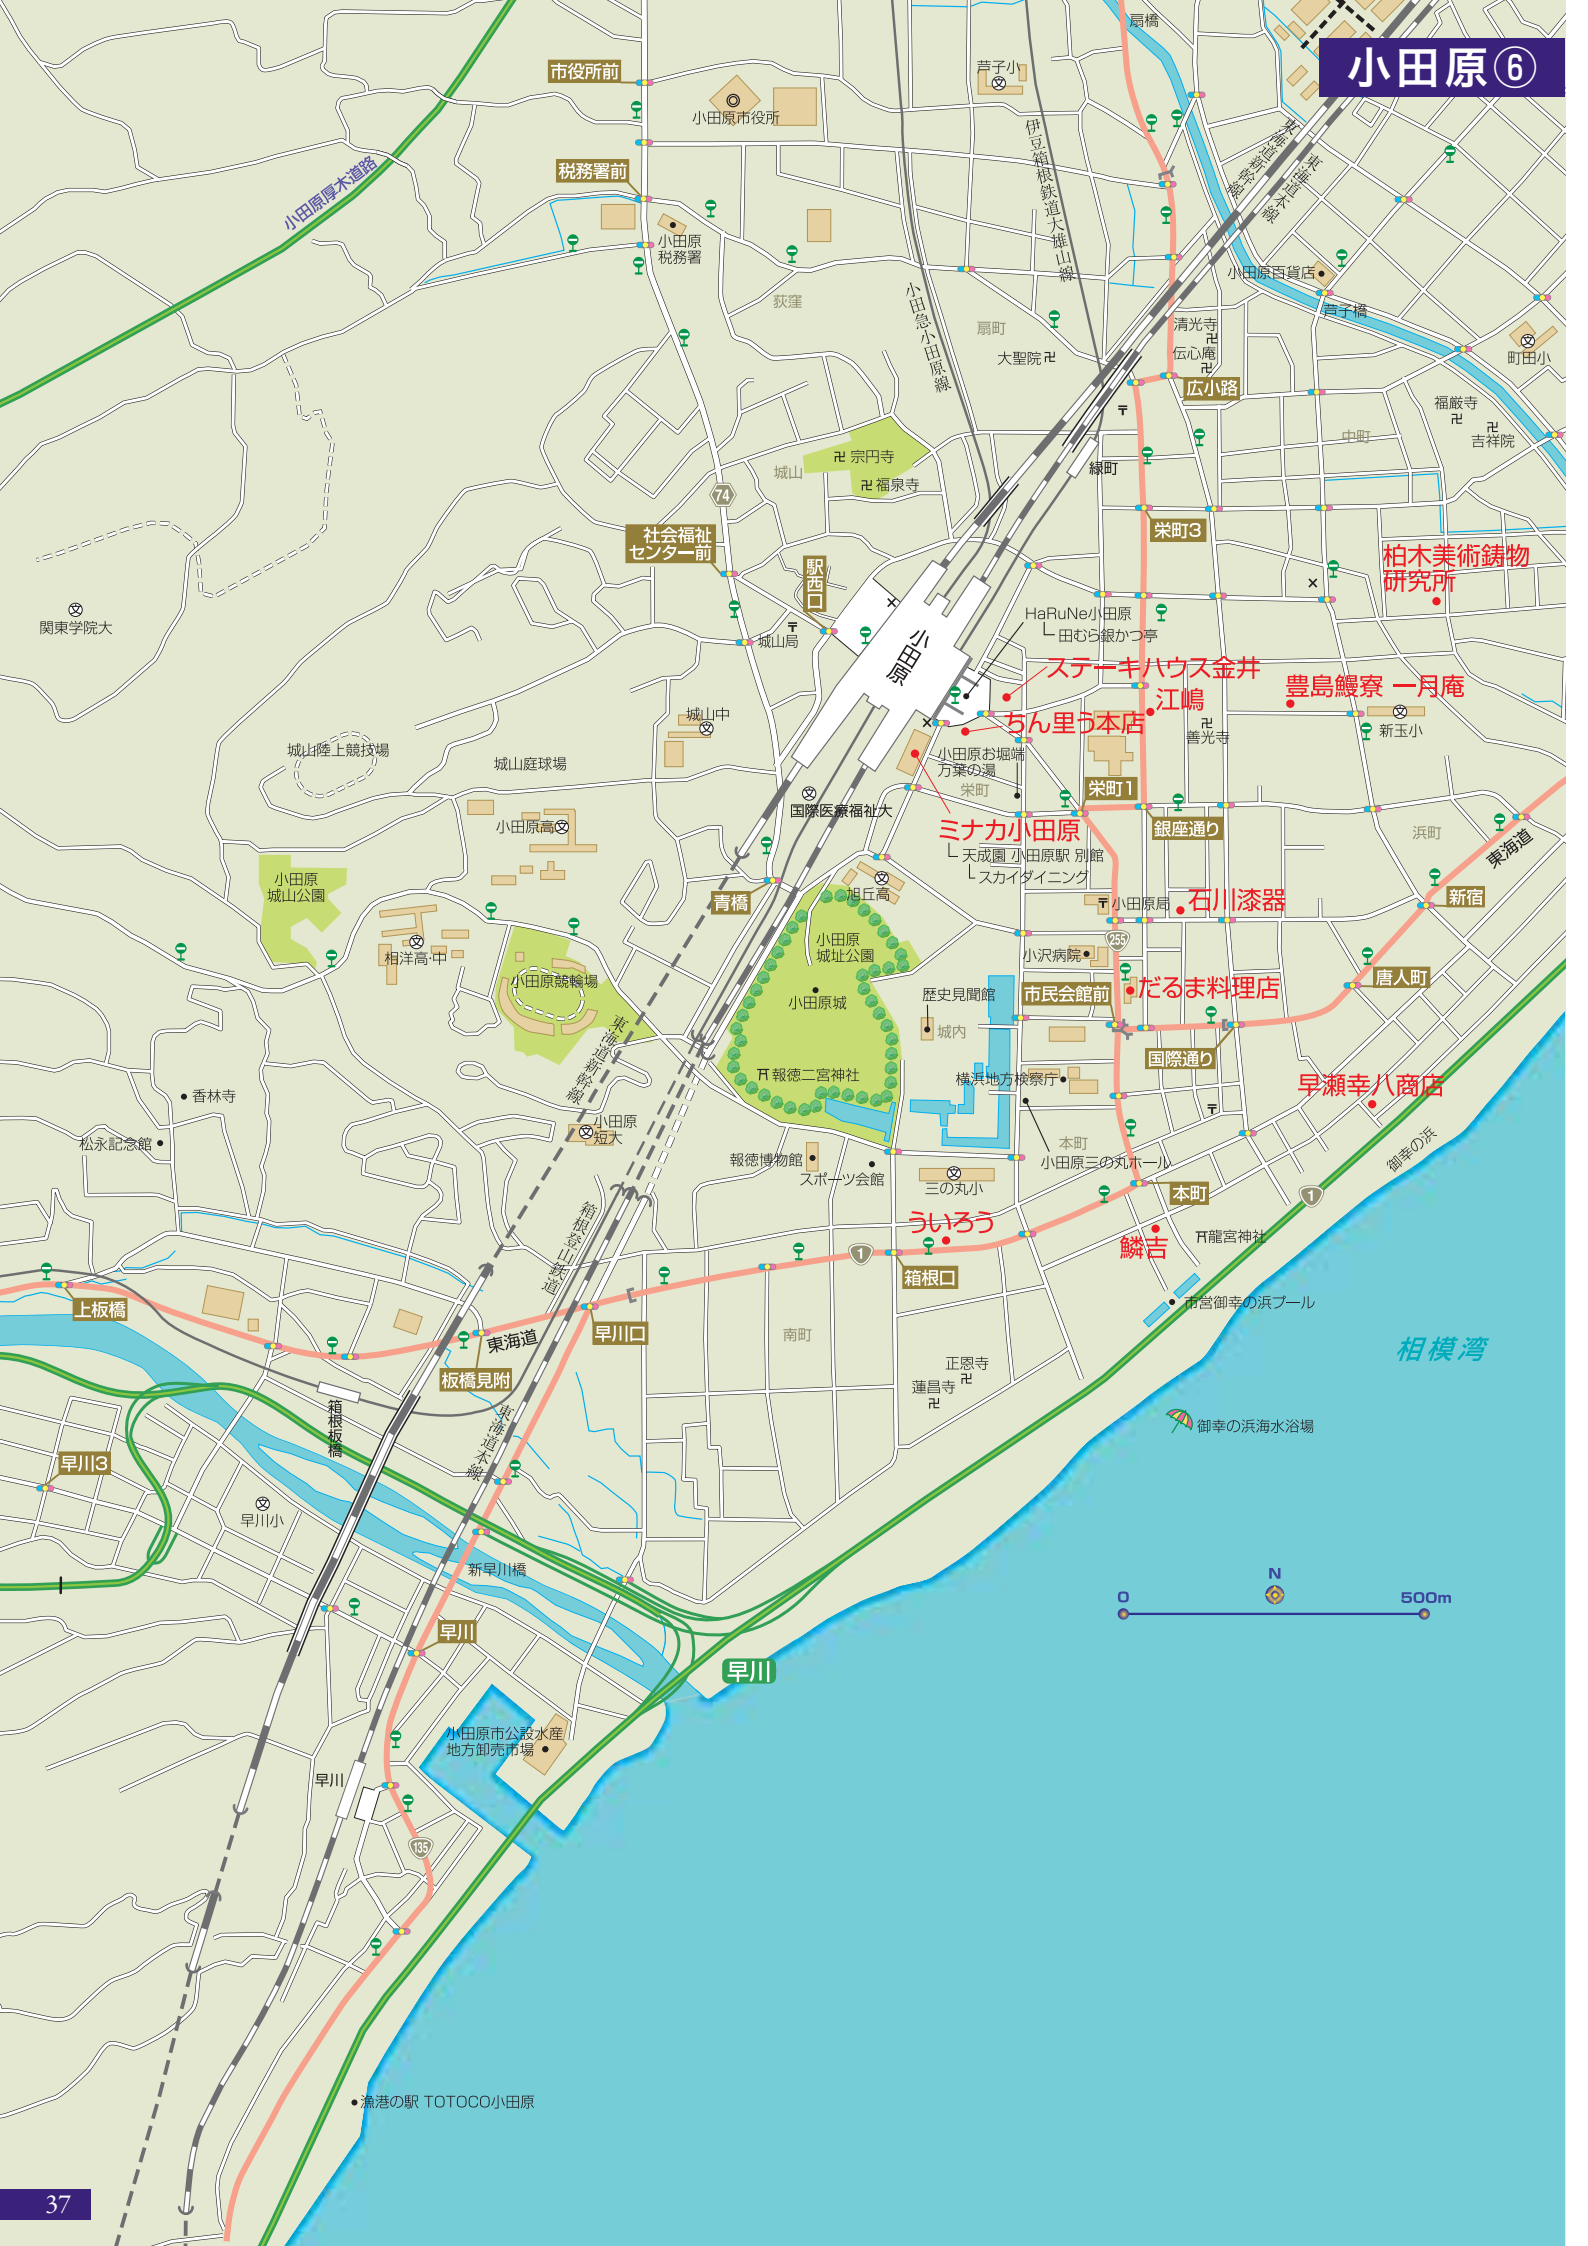 小田原⑥
扇橋
芦子小
市役所前
小田原市役所
東海道新幹線
東海道本線
伊豆箱根鉄道大雄山線
税務署前
小田原厚木道路
小田原
税務署
小田原百貨店
荻窪
小田急小田原線
扇町
芦子橋
清光寺
伝心庵
大聖院
町田小
広小路
福厳寺
吉祥院
中町
宗円寺
城山
緑町
福泉寺
74
栄町3
社会福祉
センター前
駅西口
柏木美術鋳物
研究所
関東学院大
HaRuNe小田原
田むら銀かつ亭
城山局
小田原
ステーキハウス金井
豊島鰻寮 一月庵
江嶋
城山中
ちん里う本店
善光寺
新玉小
城山陸上競技場
城山庭球場
小田原お堀端
万葉の湯
栄町
栄町1
国際医療福祉大
小田原高
ミナカ小田原
銀座通り
浜町
東海道
天成園 小田原駅 別館
スカイダイニング
小田原
城山公園
青橋
旭丘高
小田原局
石川漆器
新宿
255
相洋高・中
小田原
城址公園
小沢病院
小田原競輪場
小田原城
歴史見聞館
市民会館前
だるま料理店
唐人町
城内
東海道新幹線
国際通り
報徳二宮神社
横浜地方検察庁
早瀬幸八商店
香林寺
小田原
短大
松永記念館
報徳博物館
本町
小田原三の丸ホール
御幸の浜
スポーツ会館
三の丸小
本町
1
箱根登山鉄道
ういろう
鱗吉
龍宮神社
1
箱根口
上板橋
市営御幸の浜プール
早川口
東海道
南町
相模湾
板橋見附
正恩寺
蓮昌寺
箱根板橋
東海道本線
御幸の浜海水浴場
早川3
早川小
新早川橋
N
0
500m
早川
早川
小田原市公設水産
地方卸売市場
早川
135
漁港の駅 TOTOCO小田原
37